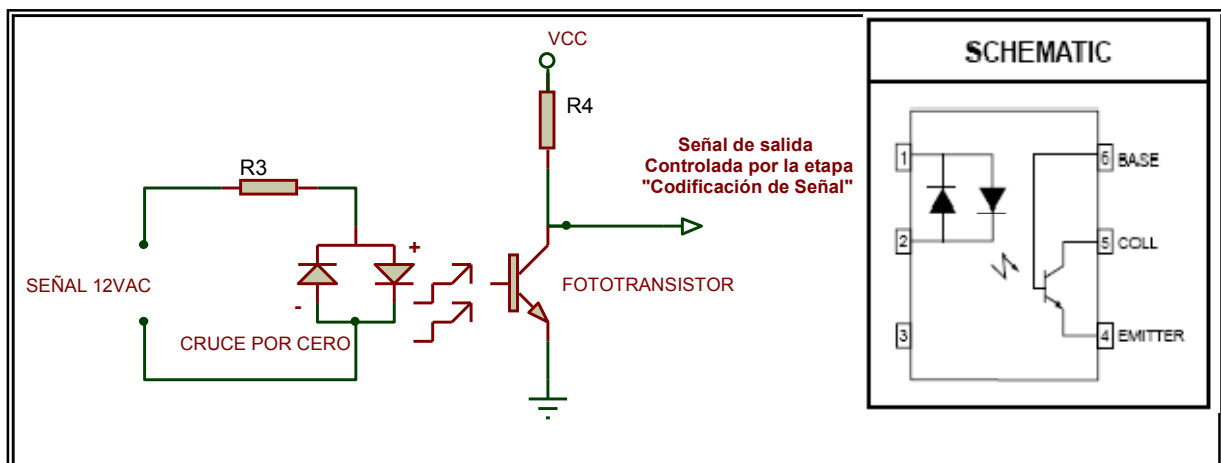 VCC
R4
Señal de salida
Controlada por la etapa
"Codificación de Señal"
R3
+
SEÑAL 12VAC
-
FOTOTRANSISTOR
CRUCE POR CERO
SCHEMATIC
1
6 BASE
2
5 COLL
3
4 EMITTER